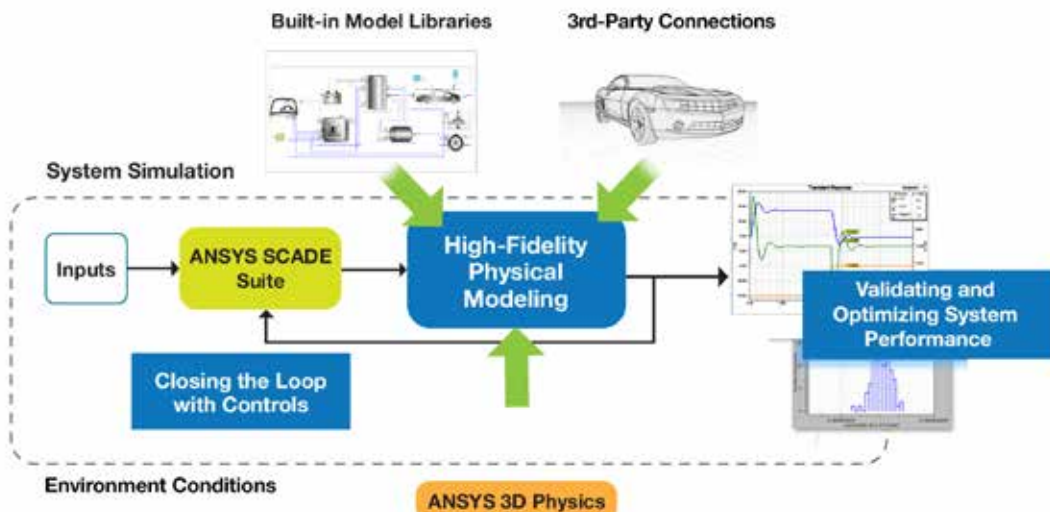 Built-in Model Libraries
3rd-Party Connections
System Simulation
Inputs
ANSYS SCADE
Suite
High-Fidelity
Physical
Modeling
Validating and
Optimizing System
Performance
Closing the Loop
with Controls
Environment Conditions
ANSYS 3D Physics